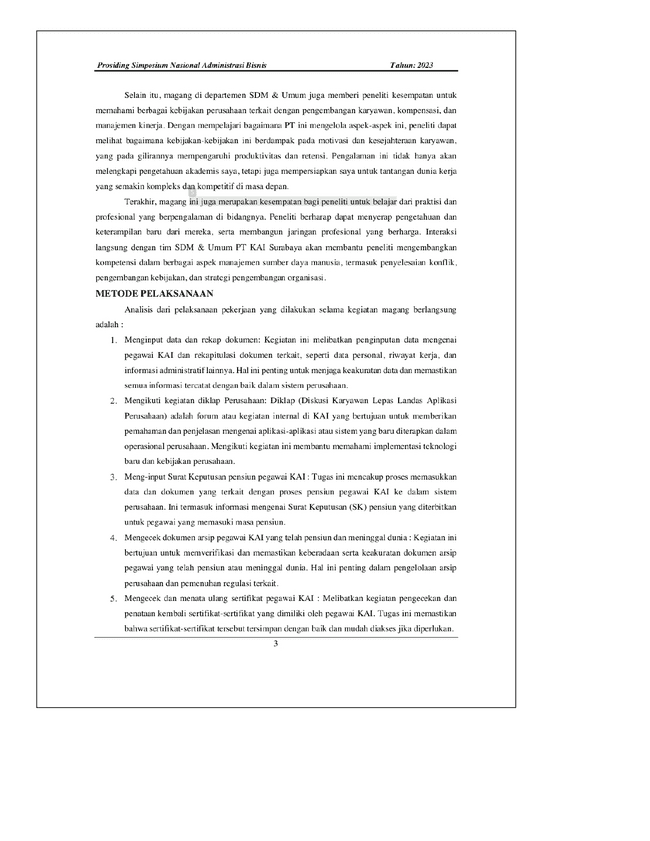 Prosiding Simposium Nasional Administrasi Bisnis Tahun: 2023
Selain itu, magang di departemen SDM & Umum juga memberi peneliti kesempatan untuk
memahami berbagai kebijakan perusahaan terkait dengan pengembangan karyawan, kompensasi, dan
manajemen kinerja. Dengan mempelajari bagaimana PT ini mengelola aspek-aspek ini, peneliti dapat
melihat bagaimana kebijakan-kebijakan ini berdampak pada motivasi dan kesejahteraan karyawan,
yang pada gilirannya mempengaruhi produktivitas dan retensi. Pengalaman ini tidak hanya akan
melengkapi pengetahuan akademis saya, tetapi juga mempersiapkan saya untuk tantangan dunia kerja
yang semakin kompleks dan kompetitif di masa depan.
Terakhir, magang ini juga merupakan kesempatan bagi peneliti untuk belajar dari praktisi dan
profesional yang berpengalaman di bidangnya. Peneliti berharap dapat menyerap pengetahuan dan
keterampilan baru dari mereka, serta membangun jaringan profesional yang berharga. Interaksi
langsung dengan tim SDM & Umum PT KAI Surabaya akan membantu peneliti mengembangkan
kompetensi dalam berbagai aspek manajemen sumber daya manusia, termasuk penyelesaian konflik,
pengembangan kebijakan, dan strategi pengembangan organisasi.
METODE PELAKSANAAN
Analisis dari pelaksanaan pekerjaan yang dilakukan selama kegiatan magang berlangsung
adalah :
1. Menginput data dan rekap dokumen: Kegiatan ini melibatkan penginputan data mengenai
pegawai KAI dan rekapitulasi dokumen terkait, seperti data personal, riwayat kerja, dan
informasi administratif lainnya. Hal ini penting untuk menjaga keakuratan data dan memastikan
semua informasi tercatat dengan baik dalam sistem perusahaan.
2. Mengikuti kegiatan diklap Perusahaan: Diklap (Diskusi Karyawan Lepas Landas Aplikasi
Perusahaan) adalah forum atau kegiatan internal di KAI yang bertujuan untuk memberikan
pemahaman dan penjelasan mengenai aplikasi-aplikasi atau sistem yang baru diterapkan dalam
operasional perusahaan. Mengikuti kegiatan ini membantu memahami implementasi teknologi
baru dan kebijakan perusahaan.
3. Meng-input Surat Keputusan pensiun pegawai KAI : Tugas ini mencakup proses memasukkan
data dan dokumen yang terkait dengan proses pensiun pegawai KAI ke dalam sistem
perusahaan. Ini termasuk informasi mengenai Surat Keputusan (SK) pensiun yang diterbitkan
untuk pegawai yang memasuki masa pensiun.
4. Mengecek dokumen arsip pegawai KAI yang telah pensiun dan meninggal dunia : Kegiatan ini
bertujuan untuk memverifikasi dan memastikan keberadaan serta keakuratan dokumen arsip
pegawai yang telah pensiun atau meninggal dunia. Hal ini penting dalam pengelolaan arsip
perusahaan dan pemenuhan regulasi terkait.
5. Mengecek dan menata ulang sertifikat pegawai KAI : Melibatkan kegiatan pengecekan dan
penataan kembali sertifikat-sertifikat yang dimiliki oleh pegawai KAI. Tugas ini memastikan
bahwa sertifikat-sertifikat tersebut tersimpan dengan baik dan mudah diakses jika diperlukan.
3